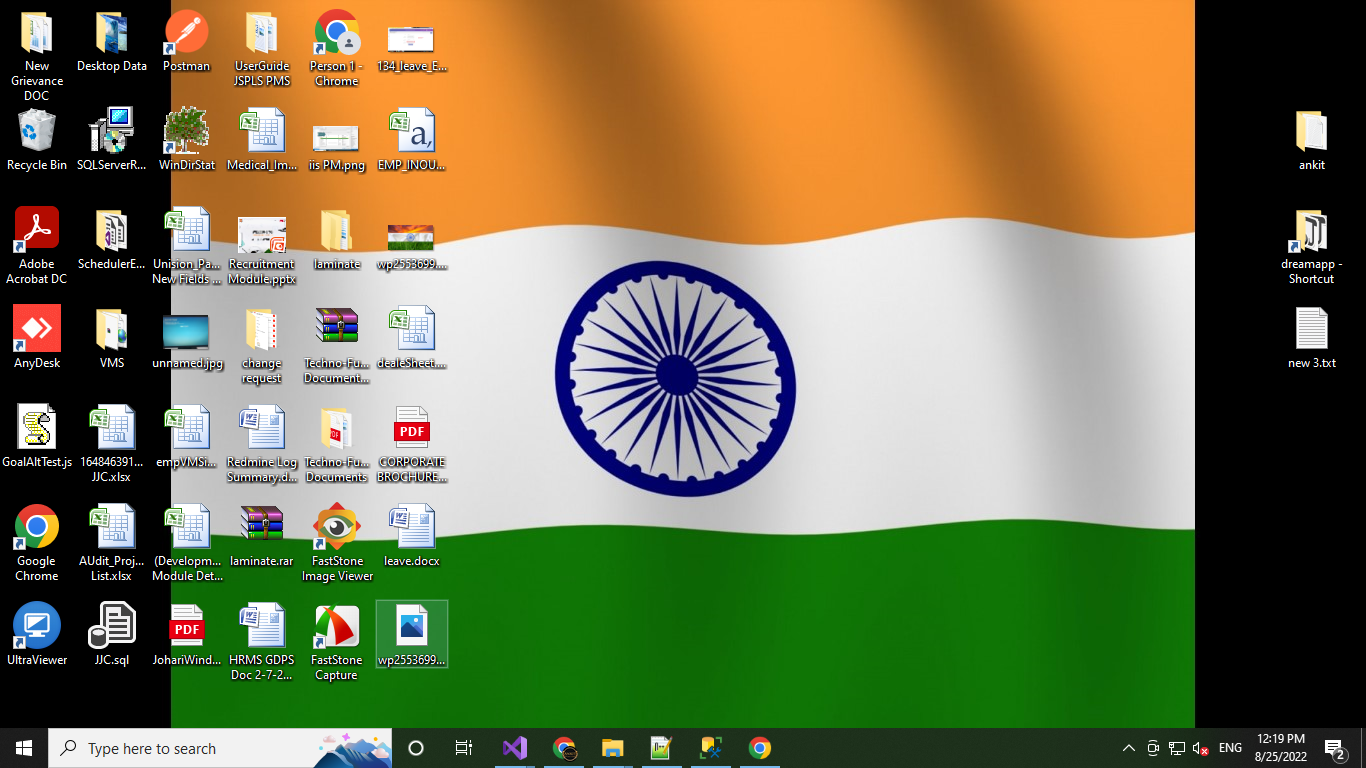 New
Grievance
DOC
Desktop Data
Postman
UserGuide
JSPLS PMS
Person 1 -
Chrome
134_leave_E...
Recycle Bin
SQLServerR...
WinDirStat
Medical_Im...
iis PM.png
EMP_INOU...
ankit
Adobe
Acrobat DC
SchedulerE...
Unision_Pa...
New Fields ...
Recruitment
Module.pptx
laminate
wp2553699....
dreamapp -
Shortcut
AnyDesk
VMS
unnamed.jpg
change
request
Techno-Fu...
Document...
dealeSheet....
new 3.txt
GoalAltTest.js
164846391...
JJC.xlsx
empVMSi...
Redmine Log
Summary.d...
Techno-Fu...
Documents
PDF
CORPORATE
BROCHURE...
Google
Chrome
AUdit_Proj...
List.xlsx
(Developm...
Module Det...
laminate.rar
FastStone
Image Viewer
leave.docx
UltraViewer
JJC.sql
PDF
JohariWind...
HRMS GDPS
Doc 2-7-2...
FastStone
Capture
wp2553699...
Type here to search
ENG
12:19 PM
8/25/2022
2